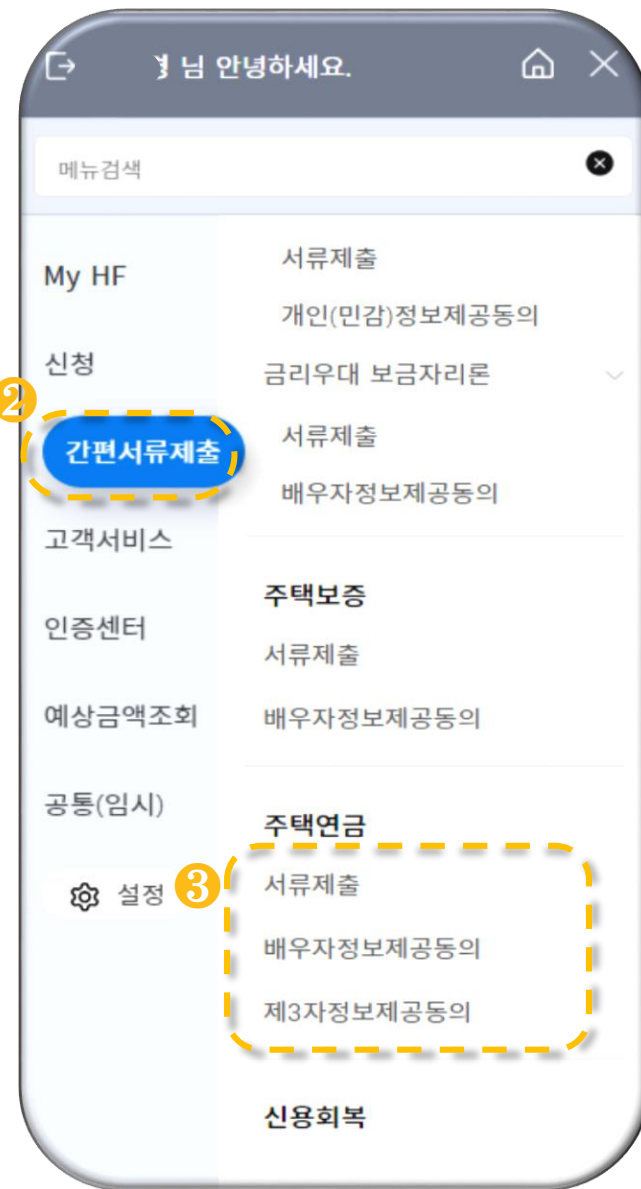 님 안녕하세요.
메뉴검색
My HF
신청
❷
간편서류제출
고객서비스
인증센터
예상금액조회
공통(임시)
설정
서류제출
개인(민감)정보제공동의
금리우대 보금자리론
서류제출
배우자정보제공동의
주택보증
서류제출
배우자정보제공동의
주택연금
❸
서류제출
배우자정보제공동의
제3자정보제공동의
신용회복